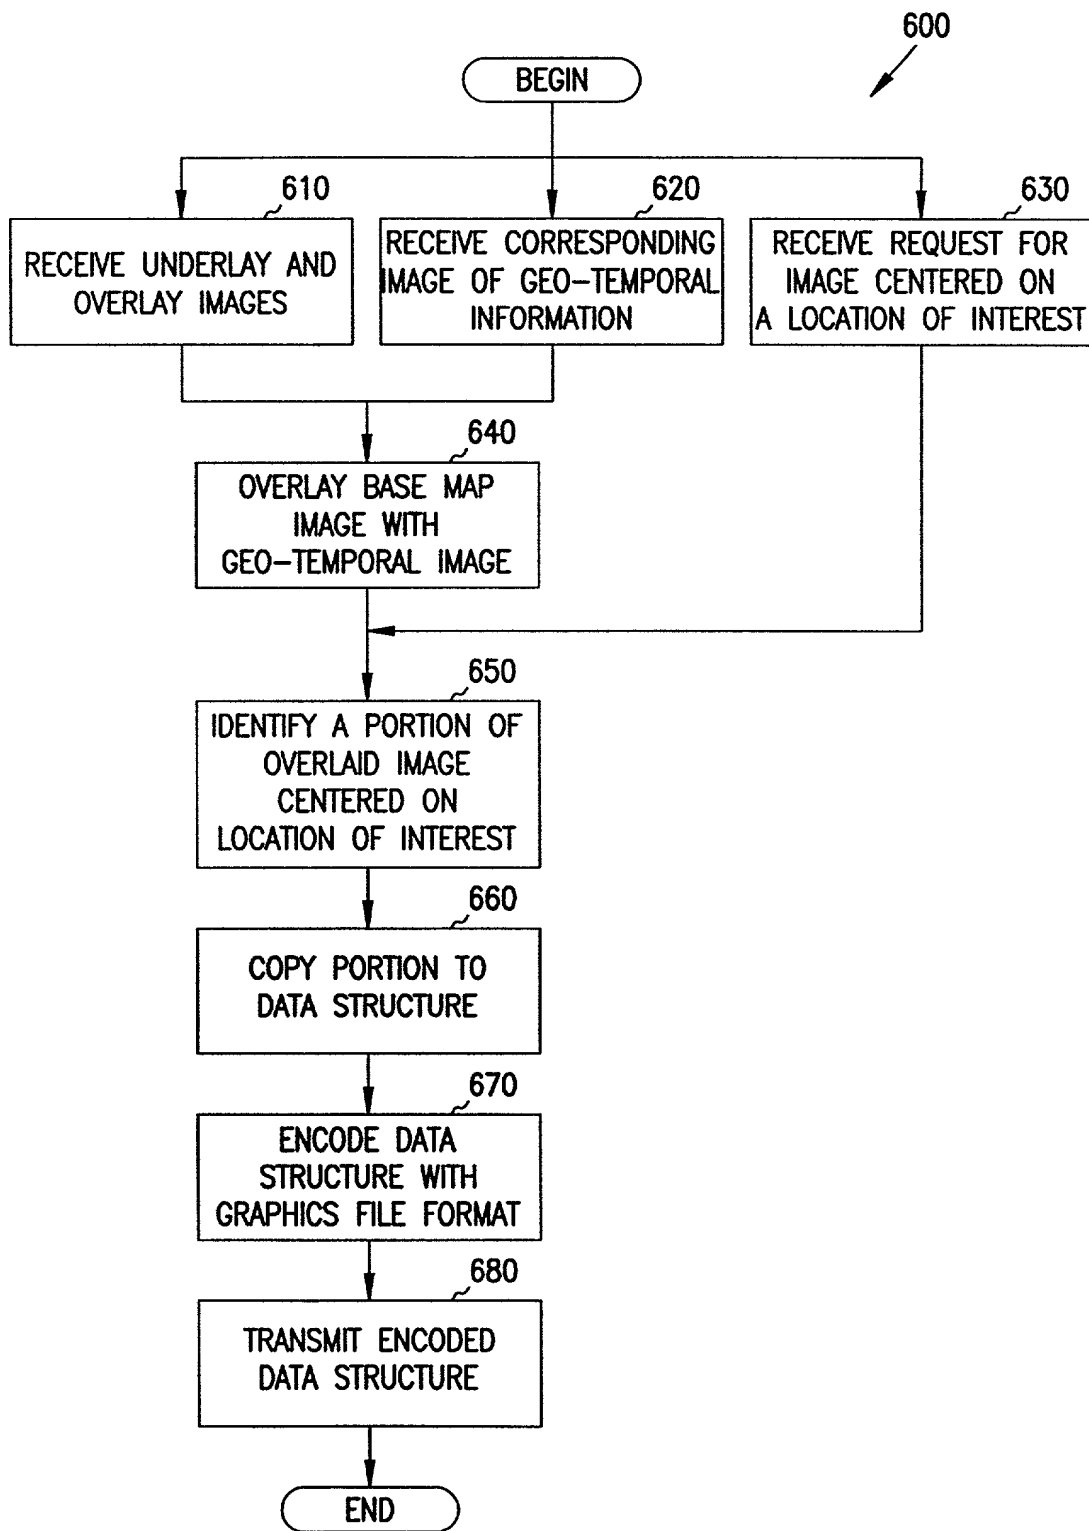 600
BEGIN
610
RECEIVE UNDERLAY AND
OVERLAY IMAGES
620
RECEIVE CORRESPONDING
IMAGE OF GEO-TEMPORAL
INFORMATION
630
RECEIVE REQUEST FOR
IMAGE CENTERED ON
A LOCATION OF INTEREST
640
OVERLAY BASE MAP
IMAGE WITH
GEO-TEMPORAL IMAGE
650
IDENTIFY A PORTION OF
OVERLAID IMAGE
CENTERED ON
LOCATION OF INTEREST
660
COPY PORTION TO
DATA STRUCTURE
670
ENCODE DATA
STRUCTURE WITH
GRAPHICS FILE FORMAT
680
TRANSMIT ENCODED
DATA STRUCTURE
END